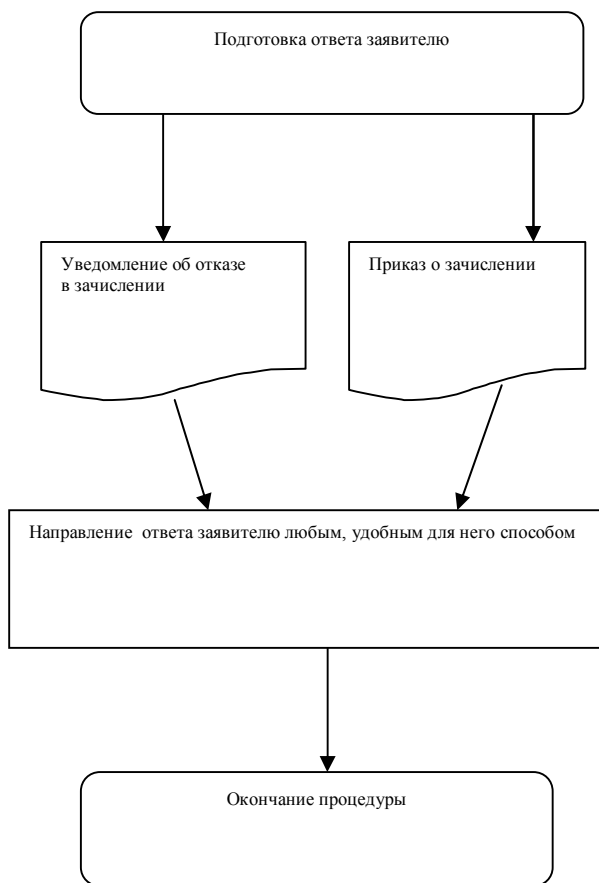 Подготовка ответа заявителю
Уведомление об отказе
в зачислении
Приказ о зачислении
Направление ответа заявителю любым, удобным для него способом
Окончание процедуры